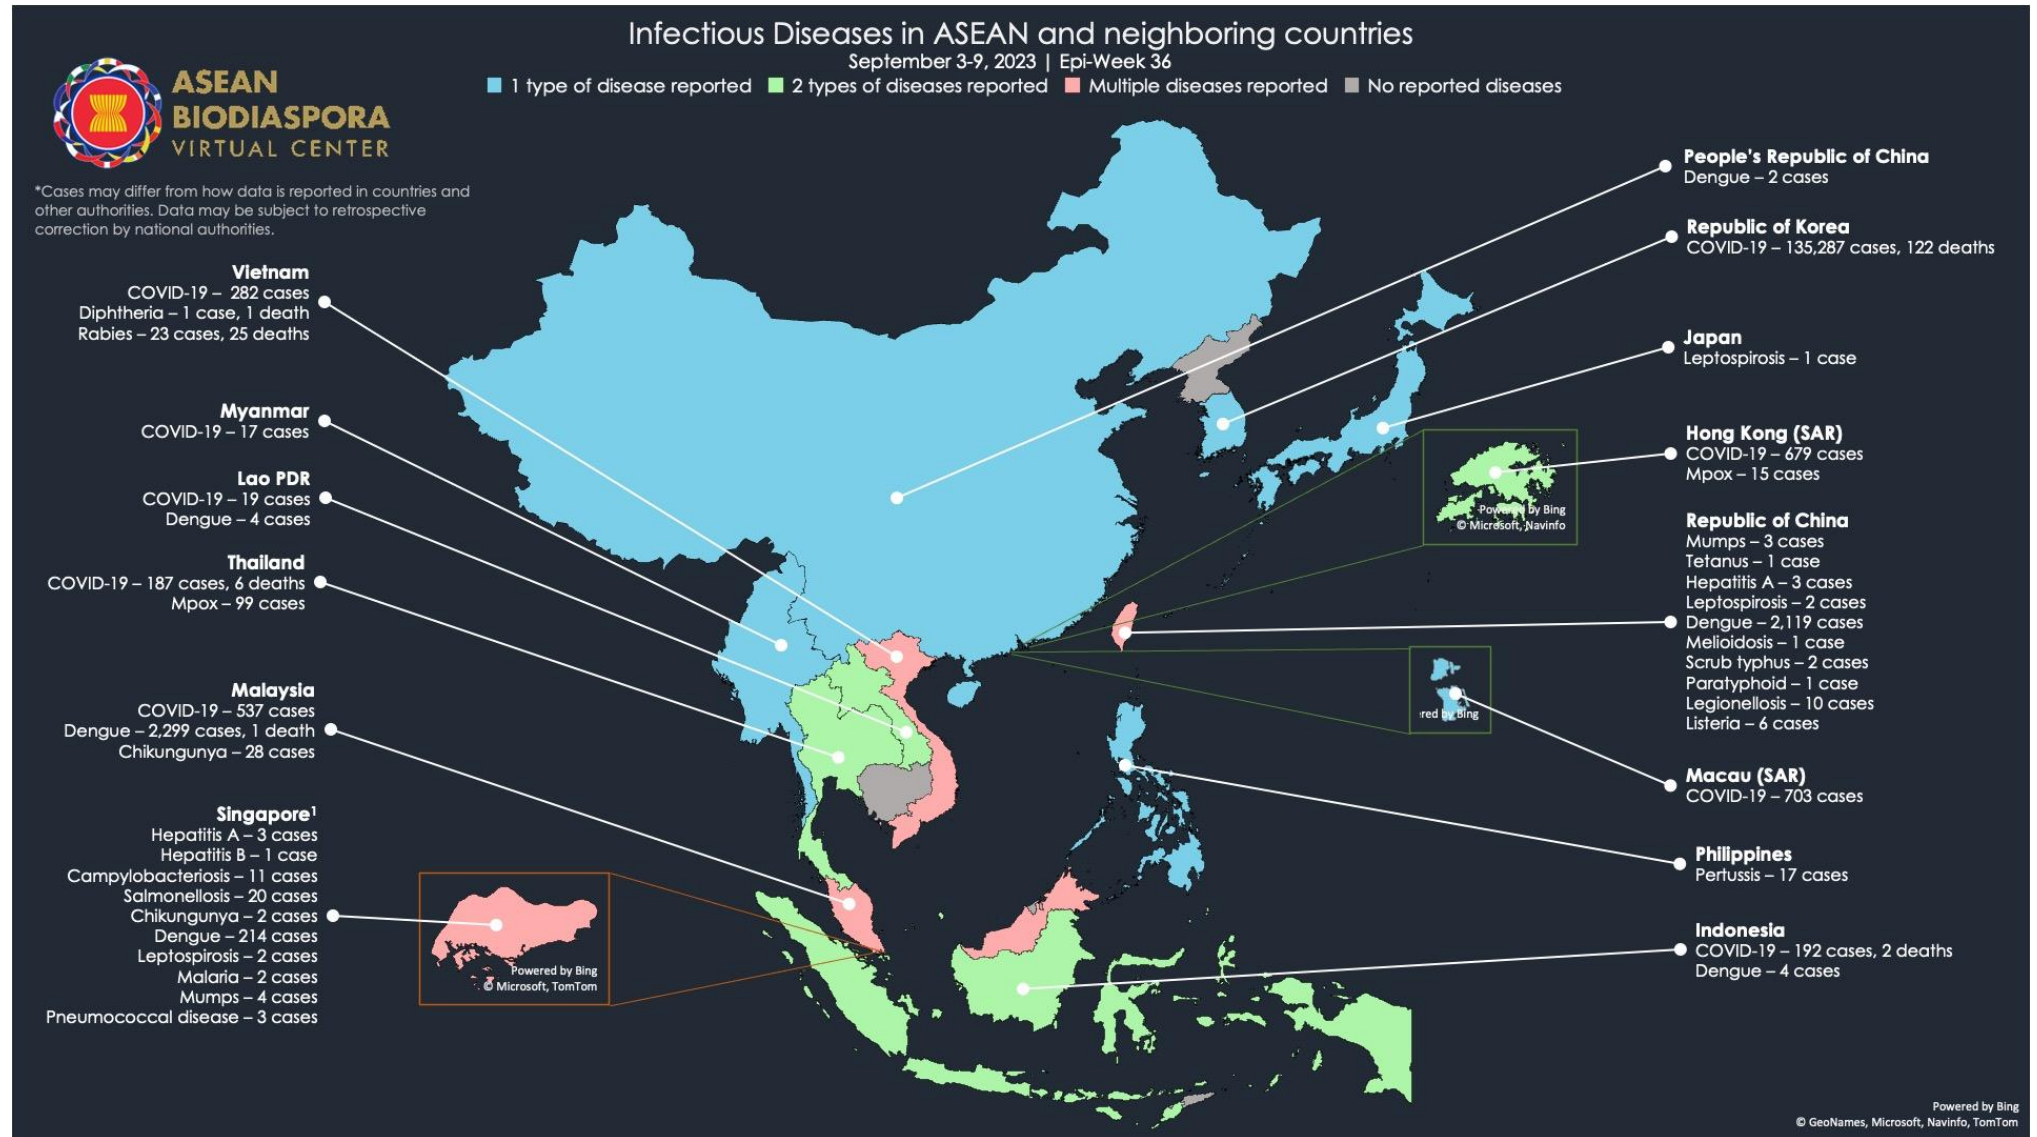 Infectious Diseases in ASEAN and neighboring countries
September 3-9, 2023 | Epi-Week 36
1 type of disease reported
2 types of diseases reported
Multiple diseases reported
No reported diseases
ASEAN
BIODIASPORA
VIRTUAL CENTER
*Cases may differ from how data is reported in countries and
other authorities. Data may be subject to retrospective
correction by national authorities.
Vietnam
COVID-19 – 282 cases
Diphtheria – 1 case, 1 death
Rabies – 23 cases, 25 deaths
Myanmar
COVID-19 – 17 cases
Lao PDR
COVID-19 – 19 cases
Dengue – 4 cases
Thailand
COVID-19 – 187 cases, 6 deaths
Mpox – 99 cases
Malaysia
COVID-19 – 537 cases
Dengue – 2,299 cases, 1 death
Chikungunya – 28 cases
Singapore¹
Hepatitis A – 3 cases
Hepatitis B – 1 case
Campylobacteriosis – 11 cases
Salmonellosis – 20 cases
Chikungunya – 2 cases
Dengue – 214 cases
Leptospirosis – 2 cases
Malaria – 2 cases
Mumps – 4 cases
Pneumococcal disease – 3 cases
Powered by Bing
© Microsoft, TomTom
People's Republic of China
Dengue – 2 cases
Republic of Korea
COVID-19 – 135,287 cases, 122 deaths
Japan
Leptospirosis – 1 case
Hong Kong (SAR)
COVID-19 – 679 cases
Mpox – 15 cases
Powered by Bing
© Microsoft, Navinfo
Republic of China
Mumps – 3 cases
Tetanus – 1 case
Hepatitis A – 3 cases
Leptospirosis – 2 cases
Dengue – 2,119 cases
Melioidosis – 1 case
Scrub typhus – 2 cases
Paratyphoid – 1 case
Legionellosis – 10 cases
Listeria – 6 cases
red by Bing
Macau (SAR)
COVID-19 – 703 cases
Philippines
Pertussis – 17 cases
Indonesia
COVID-19 – 192 cases, 2 deaths
Dengue – 4 cases
Powered by Bing
© GeoNames, Microsoft, Navinfo, TomTom